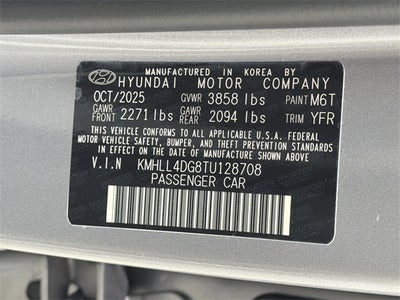 MANUFACTURED IN KOREA BY
HYUNDAI MOTOR COMPANY
OCT/2025 GVWR 3858 lbs PAINT M6T
GAWR FRONT 2271 lbs GAWR REAR 2094 lbs TRIM YFR
THIS VEHICLE CONFORMS TO ALL APPLICABLE U.S.A. FEDERAL
MOTOR VEHICLE SAFETY, BUMPER, AND THEFT PREVENTION
STANDARDS IN EFFECT ON THE DATE OF MANUFACTURE SHOWN ABOVE.
V.I.N KMHLL4DG8TU128708
PASSENGER CAR